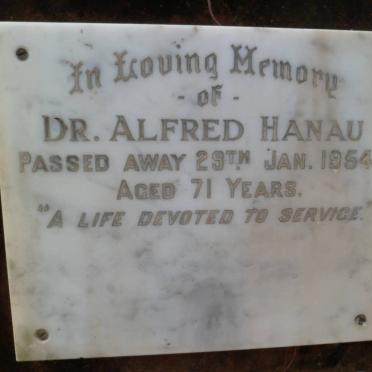 In Loving Memory
- of -
DR. ALFRED HANAU
PASSED AWAY 29TH JAN. 1954
AGED 71 YEARS.
"A LIFE DEVOTED TO SERVICE.